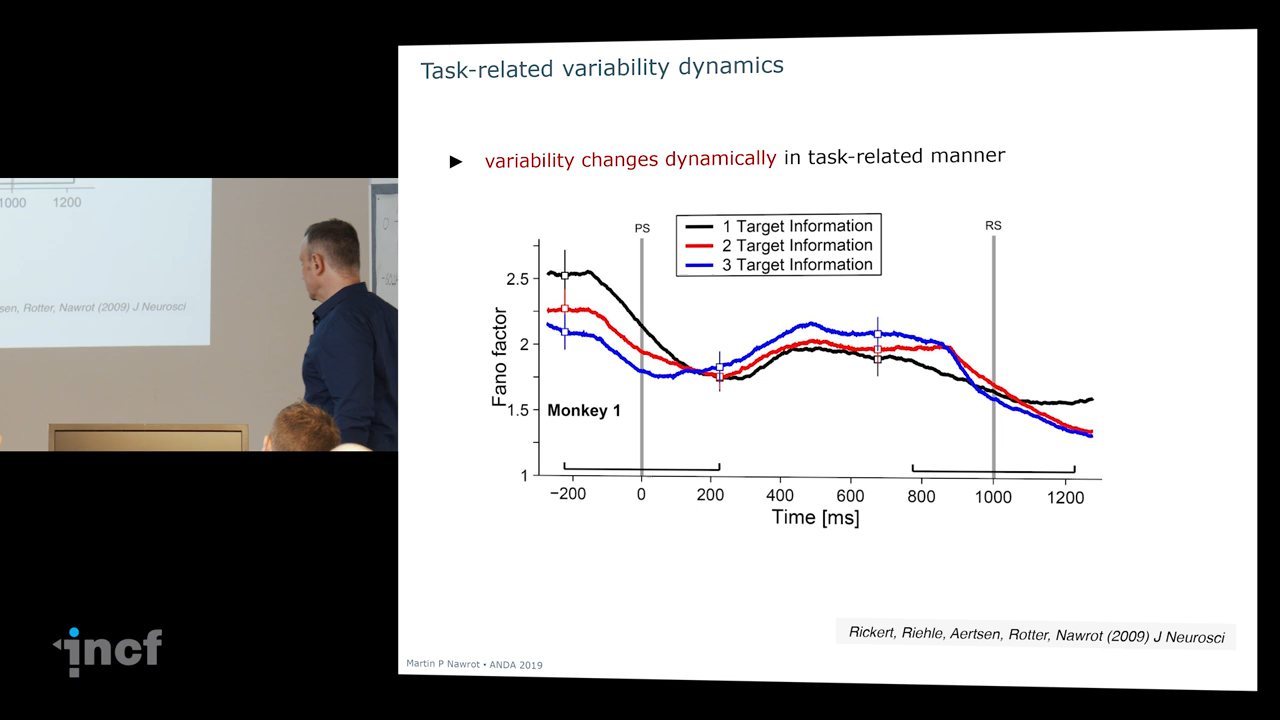 Task-related variability dynamics
► variability changes dynamically in task-related manner
PS
RS
1 Target Information
2 Target Information
3 Target Information
2.5
2
1.5
1
Fano factor
Monkey 1
−200 0 200 400 600 800 1000 1200
Time [ms]
Rickert, Riehle, Aertsen, Rotter, Nawrot (2009) J Neurosci
Martin P Nawrot • ANDA 2019
1000 1200
Rotter, Nawrot (2009) J Neurosci
incf